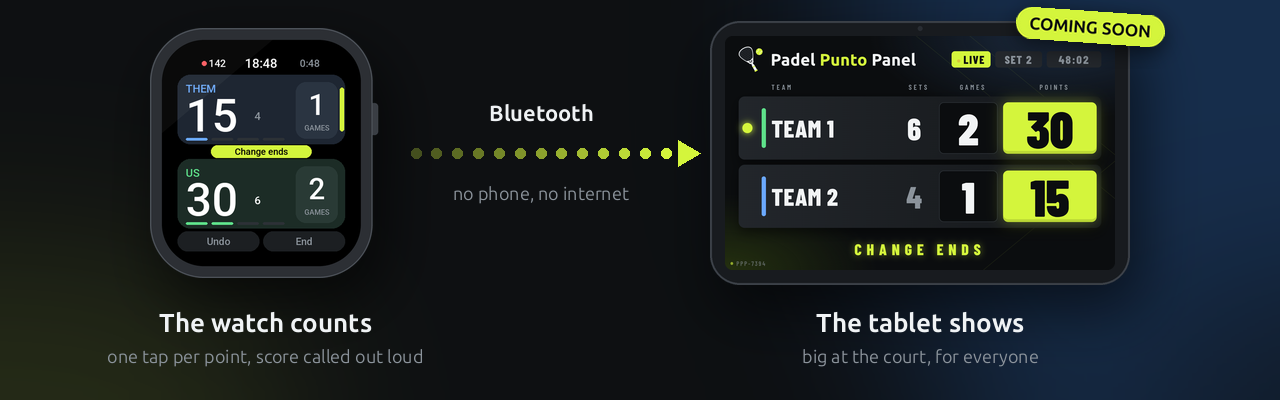 142 18:48 0:48
THEM
15 4 1
GAMES
Change ends
US
30 6 2
GAMES
Undo End
The watch counts
one tap per point, score called out loud
Bluetooth
no phone, no internet
COMING SOON
Padel Punto Panel LIVE SET 2 48:02
TEAM SETS GAMES POINTS
TEAM 1 6 2 30
TEAM 2 4 1 15
CHANGE ENDS
PPP-7394
The tablet shows
big at the court, for everyone